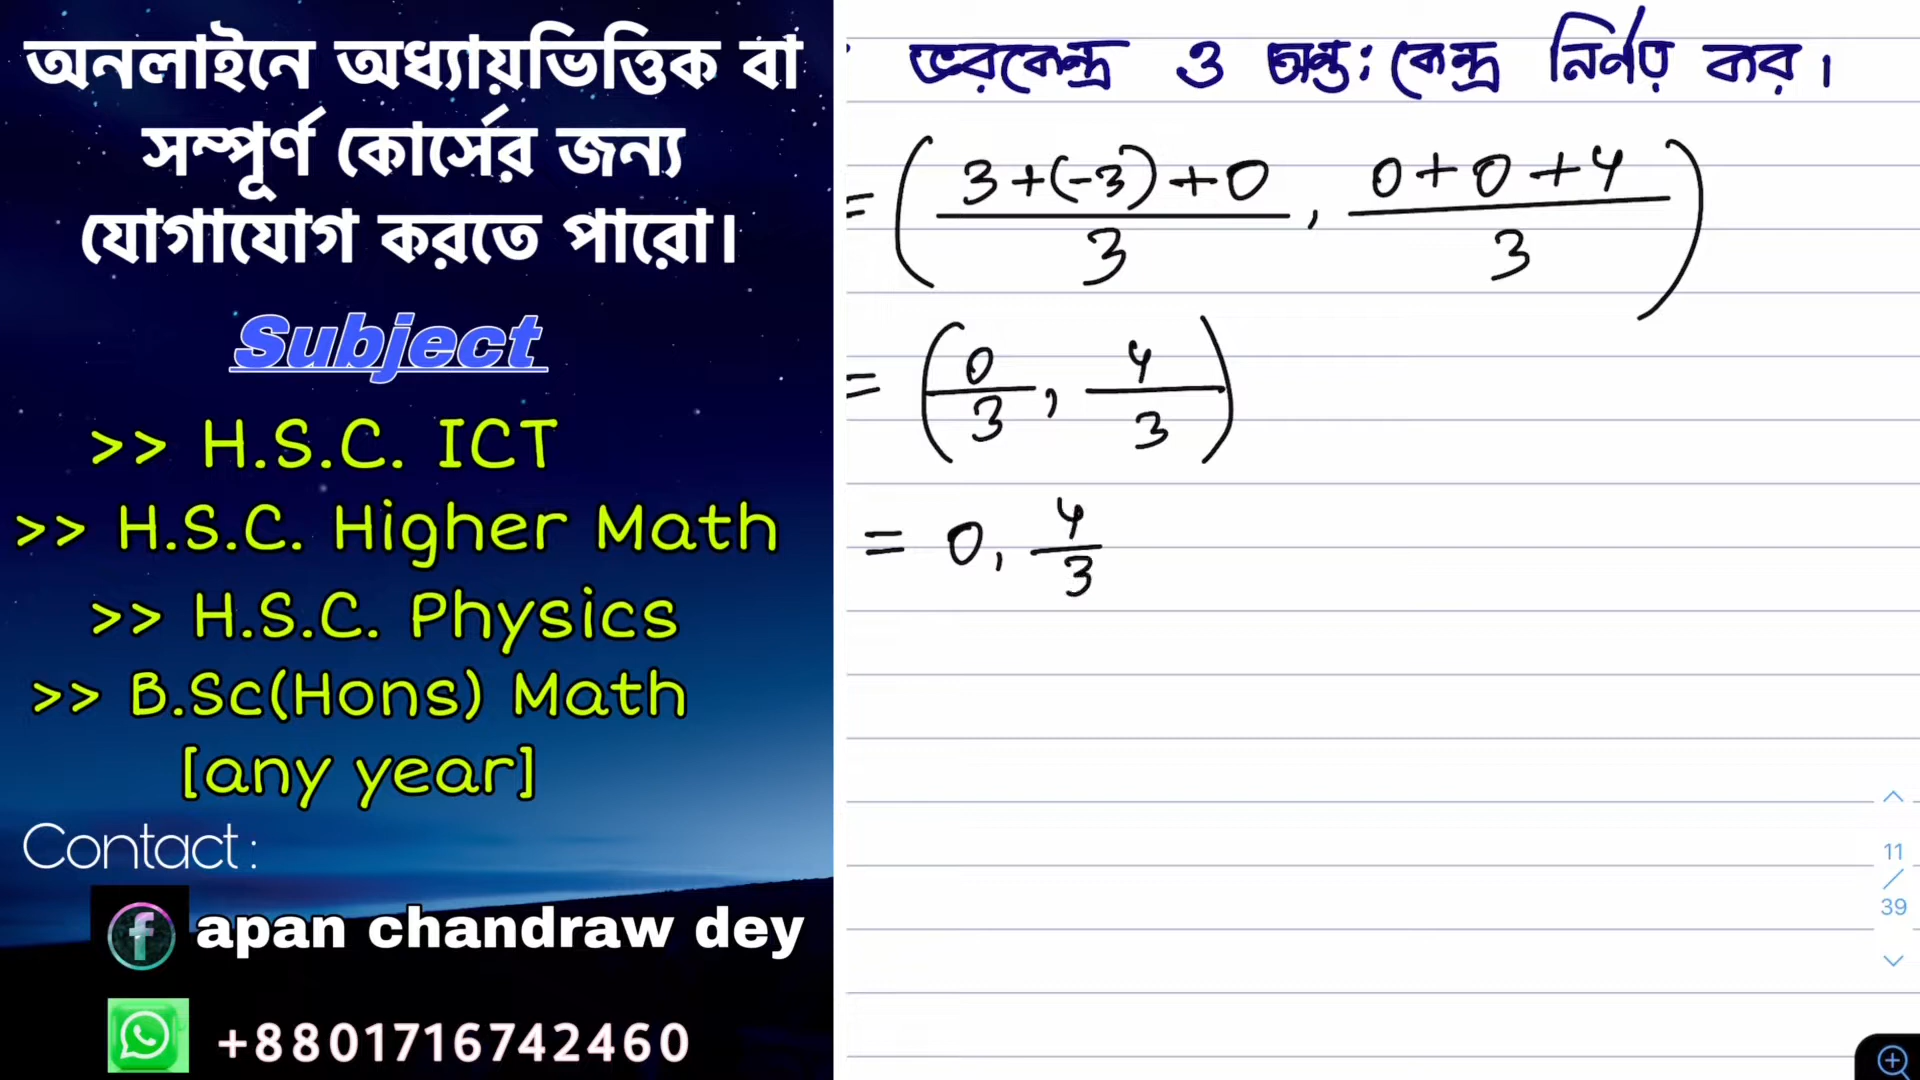 অনলাইনে অধ্যায়ভিত্তিক বা
সম্পূর্ণ কোর্সের জন্য
যোগাযোগ করতে পারো।
Subject
>> H.S.C. ICT
>> H.S.C. Higher Math
>> H.S.C. Physics
>> B.Sc(Hons) Math
[any year]
Contact :
apan chandraw dey
+8801716742460
ভরকেন্দ্র ও অন্ত:কেন্দ্র নির্ণয় কর।
= ( 3+(-3)+0 / 3 , 0+0+4 / 3 )
= ( 0/3 , 4/3 )
= 0, 4/3
11
/
39